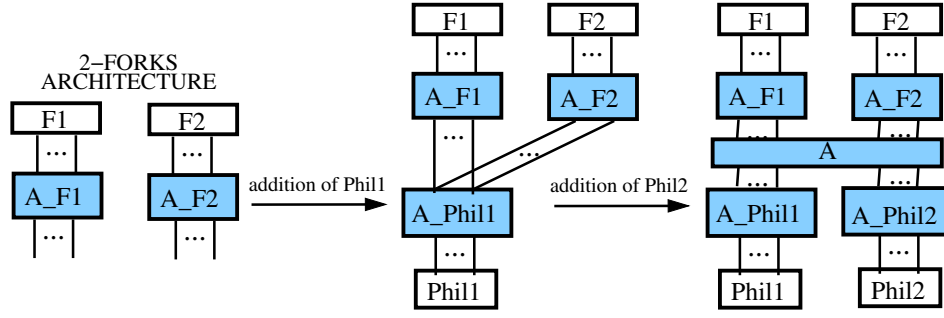 2−FORKS
ARCHITECTURE
F1
...
A_F1
...
F2
...
A_F2
...
addition of Phil1
F1
...
A_F1
...
F2
...
A_F2
...
A_Phil1
...
Phil1
addition of Phil2
F1
...
A_F1
...
F2
...
A_F2
...
A
...
A_Phil1
...
Phil1
...
A_Phil2
...
Phil2